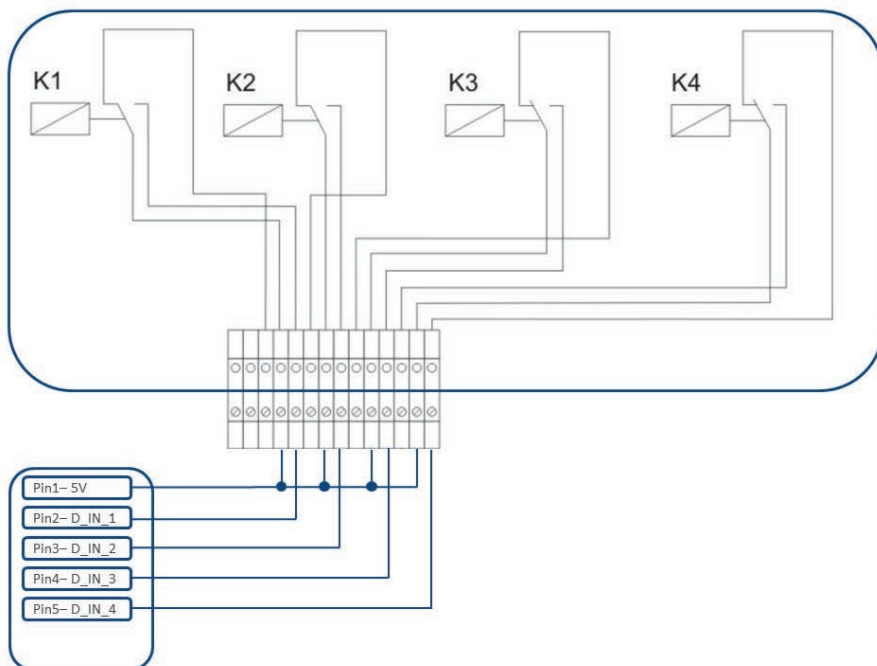 K1
K2
K3
K4
Pin1– 5V
Pin2– D_IN_1
Pin3– D_IN_2
Pin4– D_IN_3
Pin5– D_IN_4